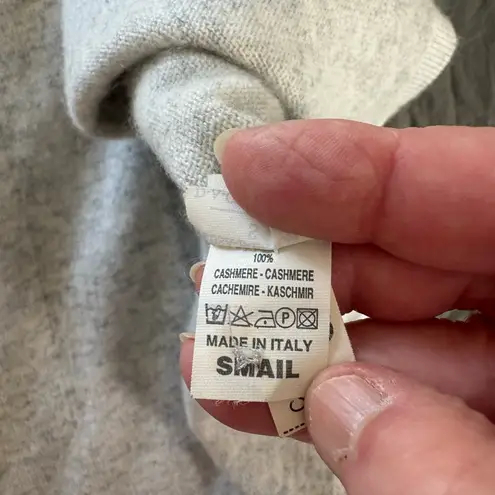 100%
CASHMERE - CASHMERE
CACHEMIRE - KASCHMIR
P
MADE IN ITALY
SMAIL